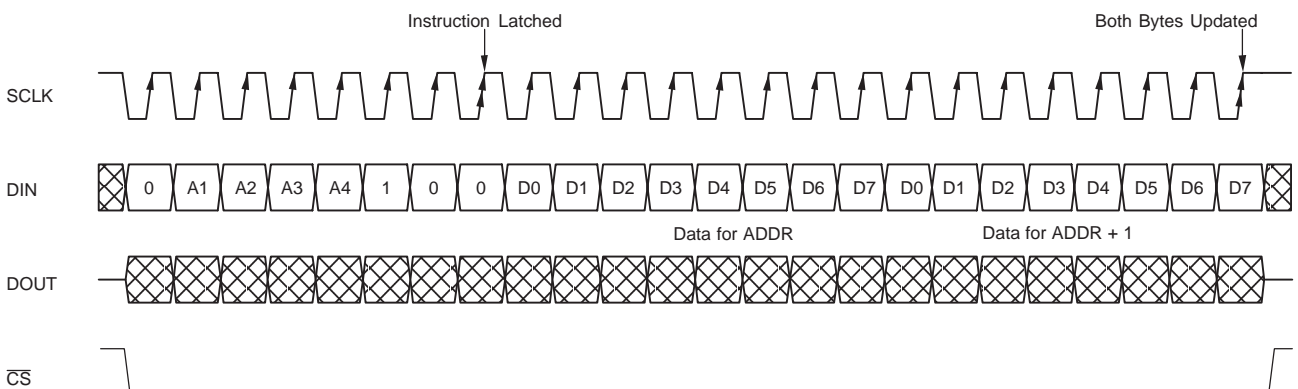 Instruction Latched Both Bytes Updated
SCLK
DIN 0 A1 A2 A3 A4 1 0 0 D0 D1 D2 D3 D4 D5 D6 D7 D0 D1 D2 D3 D4 D5 D6 D7
Data for ADDR Data for ADDR + 1
DOUT
CS